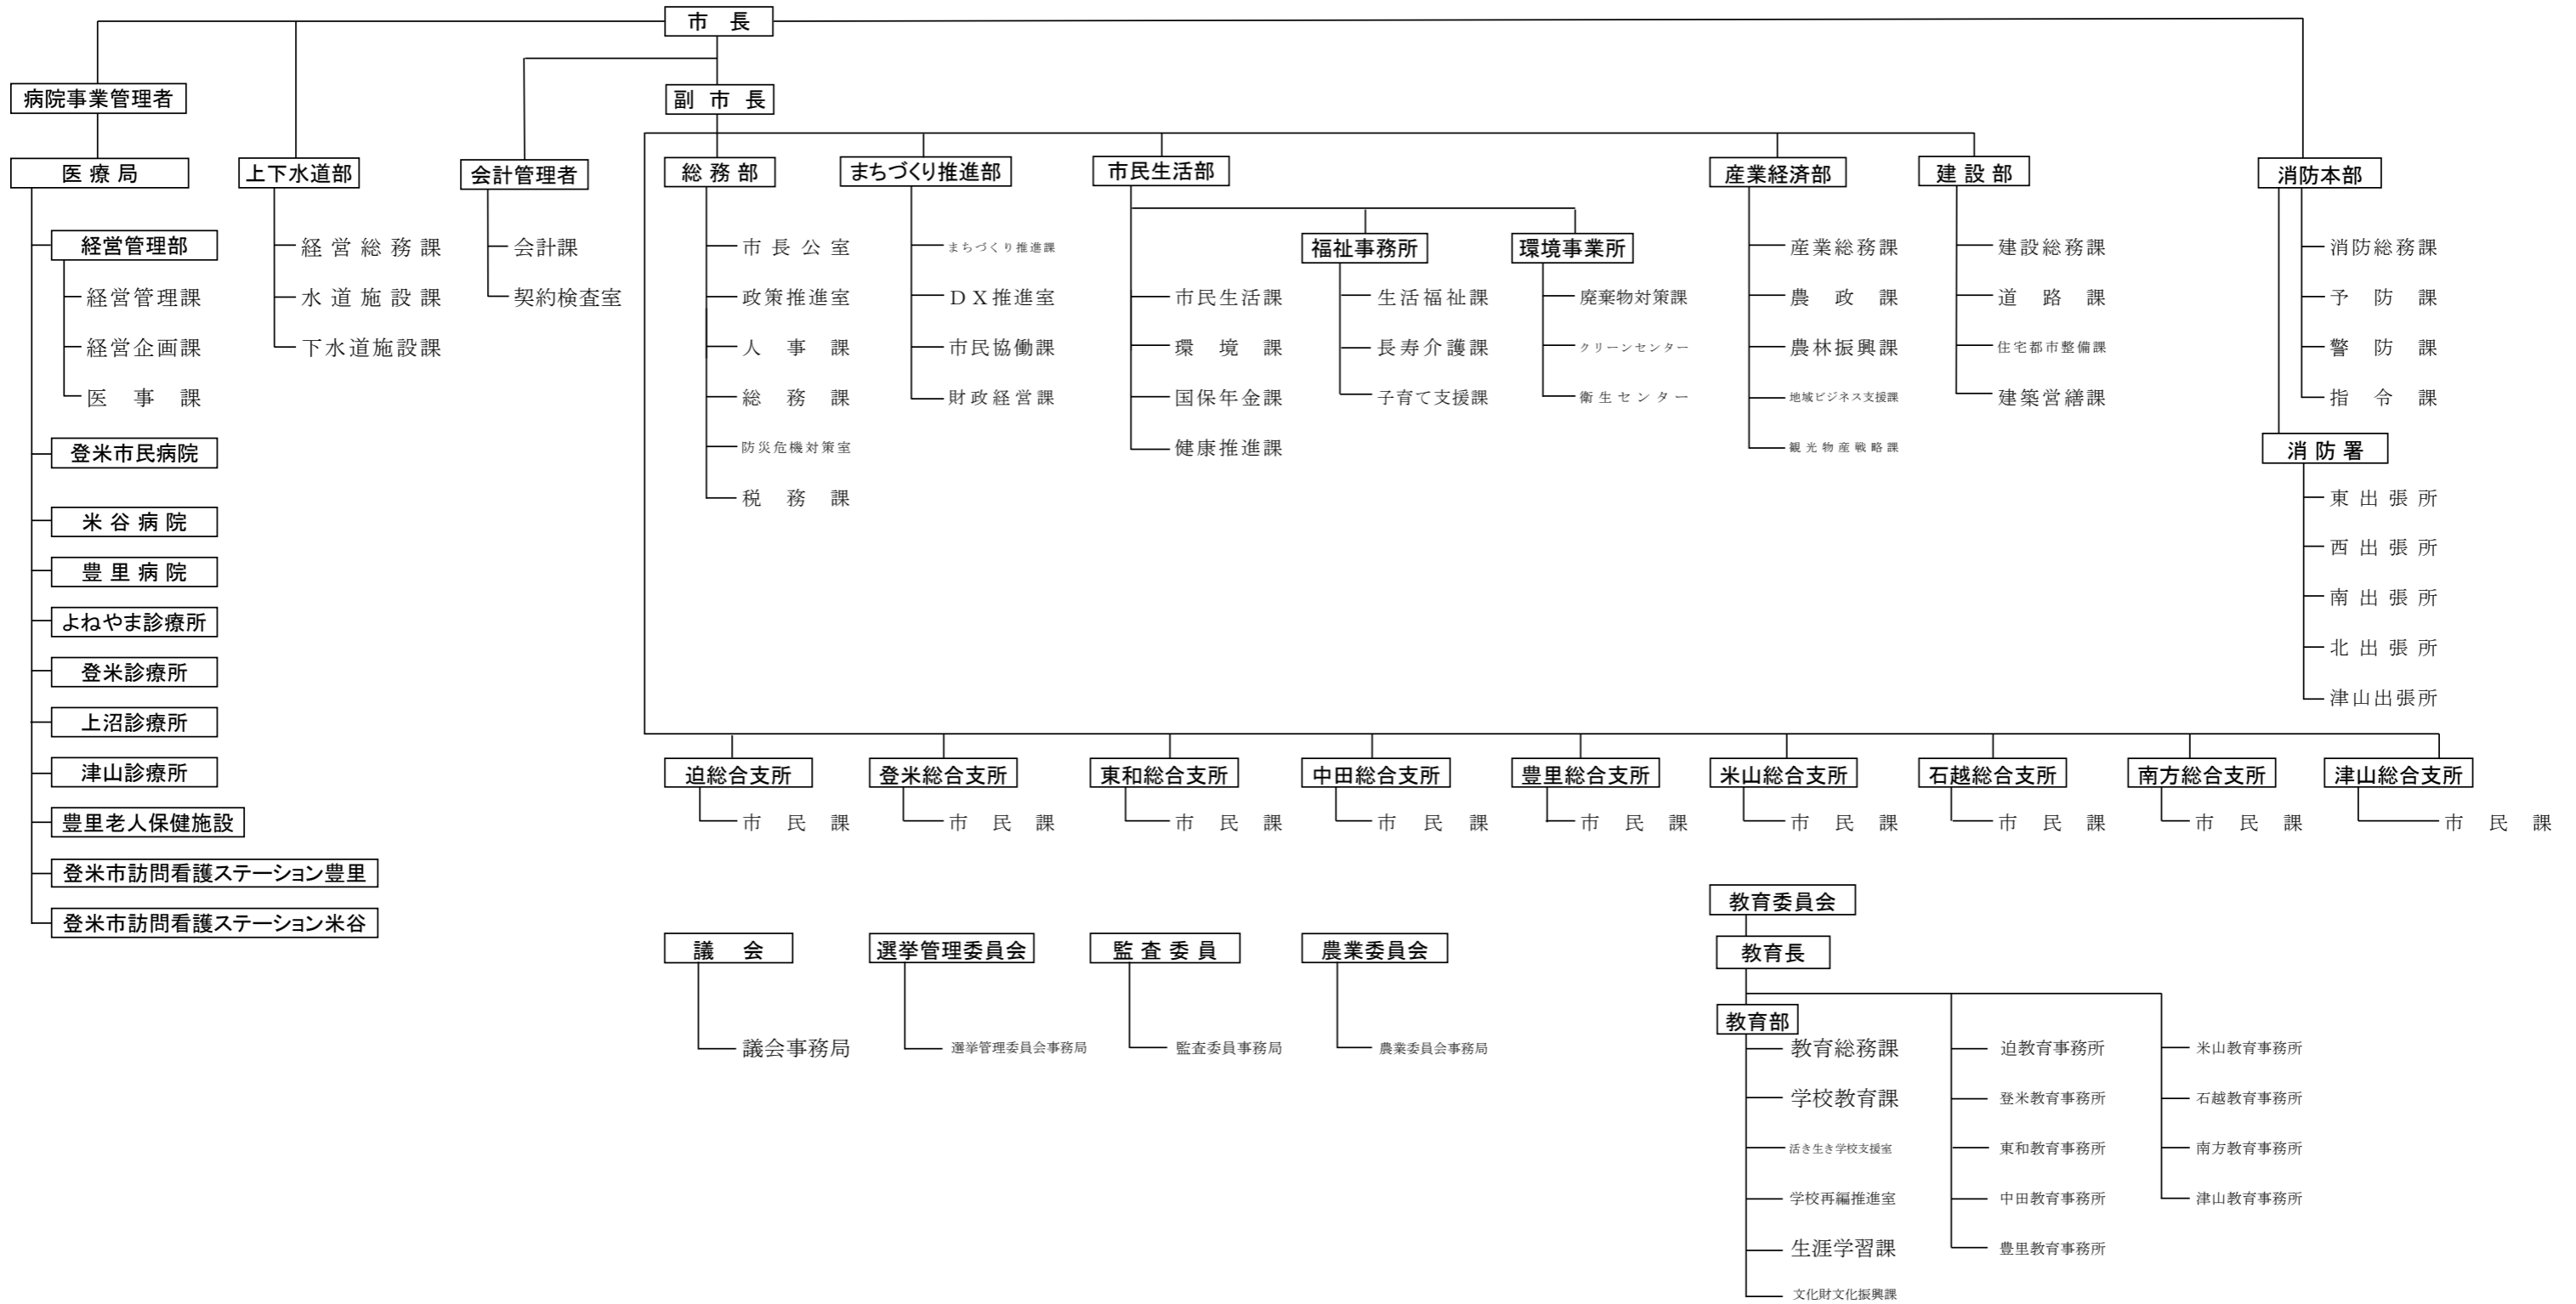 市　長
病院事業管理者
副 市 長
医 療 局
上下水道部
会計管理者
総 務 部
まちづくり推進部
市民生活部
産業経済部
建 設 部
消防本部
経営管理部
経営管理課
経営企画課
医　事　課
登米市民病院
米 谷 病 院
豊 里 病 院
よねやま診療所
登米診療所
上沼診療所
津山診療所
豊里老人保健施設
登米市訪問看護ステーション豊里
登米市訪問看護ステーション米谷
経 営 総 務 課
水 道 施 設 課
下水道施設課
会計課
契約検査室
市 長 公 室
政策推進室
人　事　課
総　務　課
防災危機対策室
税　務　課
まちづくり推進課
ＤＸ推進室
市民協働課
財政経営課
市民生活課
環　境　課
国保年金課
健康推進課
福祉事務所
生活福祉課
長寿介護課
子育て支援課
環境事業所
廃棄物対策課
クリーンセンター
衛生センター
産業総務課
農　政　課
農林振興課
地域ビジネス支援課
観光物産戦略課
建設総務課
道　路　課
住宅都市整備課
建築営繕課
消防総務課
予　防　課
警　防　課
指　令　課
消 防 署
東 出 張 所
西 出 張 所
南 出 張 所
北 出 張 所
津山出張所
迫総合支所
登米総合支所
東和総合支所
中田総合支所
豊里総合支所
米山総合支所
石越総合支所
南方総合支所
津山総合支所
市　民　課
市　民　課
市　民　課
市　民　課
市　民　課
市　民　課
市　民　課
市　民　課
市　民　課
議　会
選挙管理委員会
監 査 委 員
農業委員会
議会事務局
選挙管理委員会事務局
監査委員事務局
農業委員会事務局
教育委員会
教育長
教育部
教育総務課
学校教育課
活き生き学校支援室
学校再編推進室
生涯学習課
文化財文化振興課
迫教育事務所
登米教育事務所
東和教育事務所
中田教育事務所
豊里教育事務所
米山教育事務所
石越教育事務所
南方教育事務所
津山教育事務所